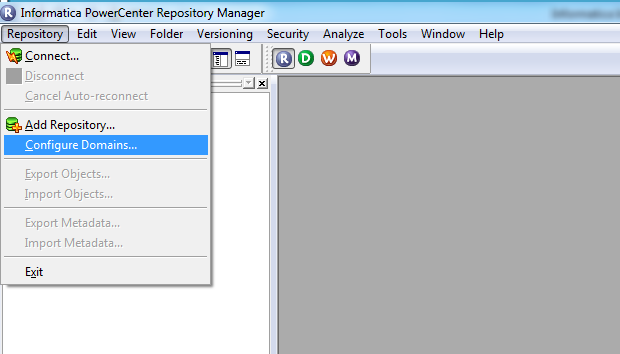 R Informatica PowerCenter Repository Manager
Repository Edit View Folder Versioning Security Analyze Tools Window Help
Connect...
Disconnect
Cancel Auto-reconnect
R D W M
Add Repository...
Configure Domains...
Export Objects...
Import Objects...
Export Metadata...
Import Metadata...
Exit